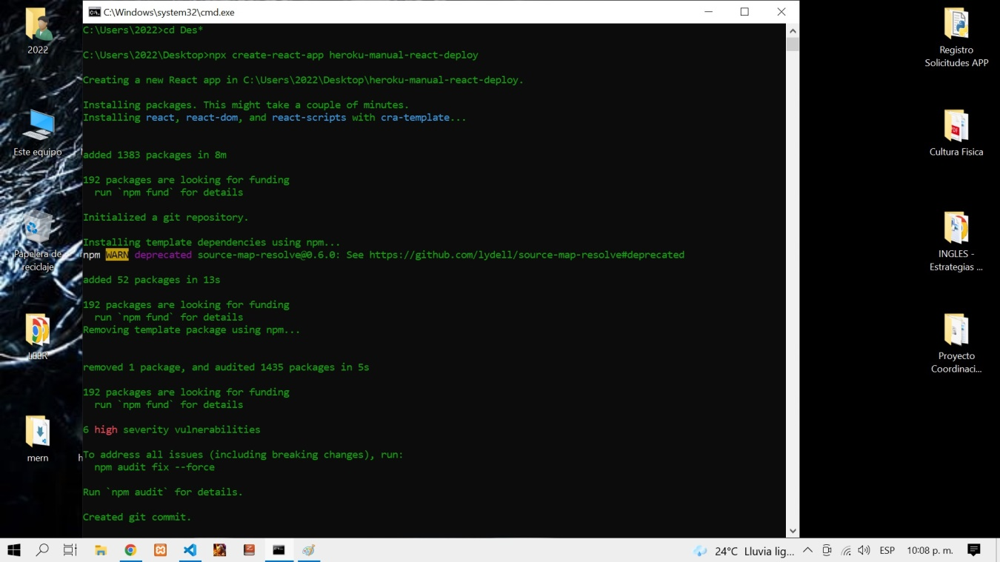 C:\Windows\system32\cmd.exe
C:\Users\2022>cd Des*
C:\Users\2022\Desktop>npx create-react-app heroku-manual-react-deploy
Creating a new React app in C:\Users\2022\Desktop\heroku-manual-react-deploy.
Installing packages. This might take a couple of minutes.
Installing react, react-dom, and react-scripts with cra-template...
added 1383 packages in 8m
192 packages are looking for funding
run `npm fund` for details
Initialized a git repository.
Installing template dependencies using npm...
npm WARN deprecated source-map-resolve@0.6.0: See https://github.com/lydell/source-map-resolve#deprecated
added 52 packages in 13s
192 packages are looking for funding
run `npm fund` for details
Removing template package using npm...
removed 1 package, and audited 1435 packages in 5s
192 packages are looking for funding
run `npm fund` for details
6 high severity vulnerabilities
To address all issues (including breaking changes), run:
npm audit fix --force
Run `npm audit` for details.
Created git commit.
2022
Este equipo
Papelera de
reciclaje
LEER
mern
h
Registro
Solicitudes APP
Cultura Fisica
INGLES -
Estrategias ...
Proyecto
Coordinaci...
24°C Lluvia lig...
ESP
10:08 p. m.